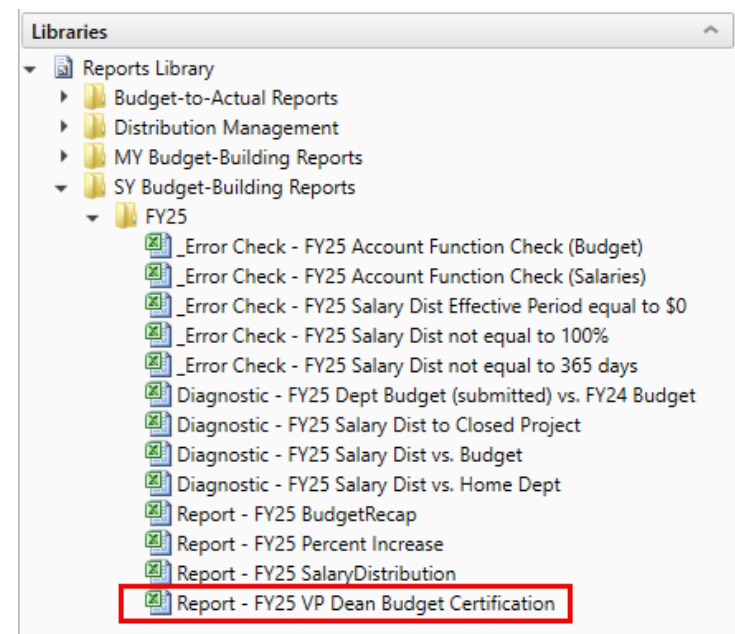 Libraries
Reports Library
Budget-to-Actual Reports
Distribution Management
MY Budget-Building Reports
SY Budget-Building Reports
FY25
_Error Check - FY25 Account Function Check (Budget)
_Error Check - FY25 Account Function Check (Salaries)
_Error Check - FY25 Salary Dist Effective Period equal to $0
_Error Check - FY25 Salary Dist not equal to 100%
_Error Check - FY25 Salary Dist not equal to 365 days
Diagnostic - FY25 Dept Budget (submitted) vs. FY24 Budget
Diagnostic - FY25 Salary Dist to Closed Project
Diagnostic - FY25 Salary Dist vs. Budget
Diagnostic - FY25 Salary Dist vs. Home Dept
Report - FY25 BudgetRecap
Report - FY25 Percent Increase
Report - FY25 SalaryDistribution
Report - FY25 VP Dean Budget Certification